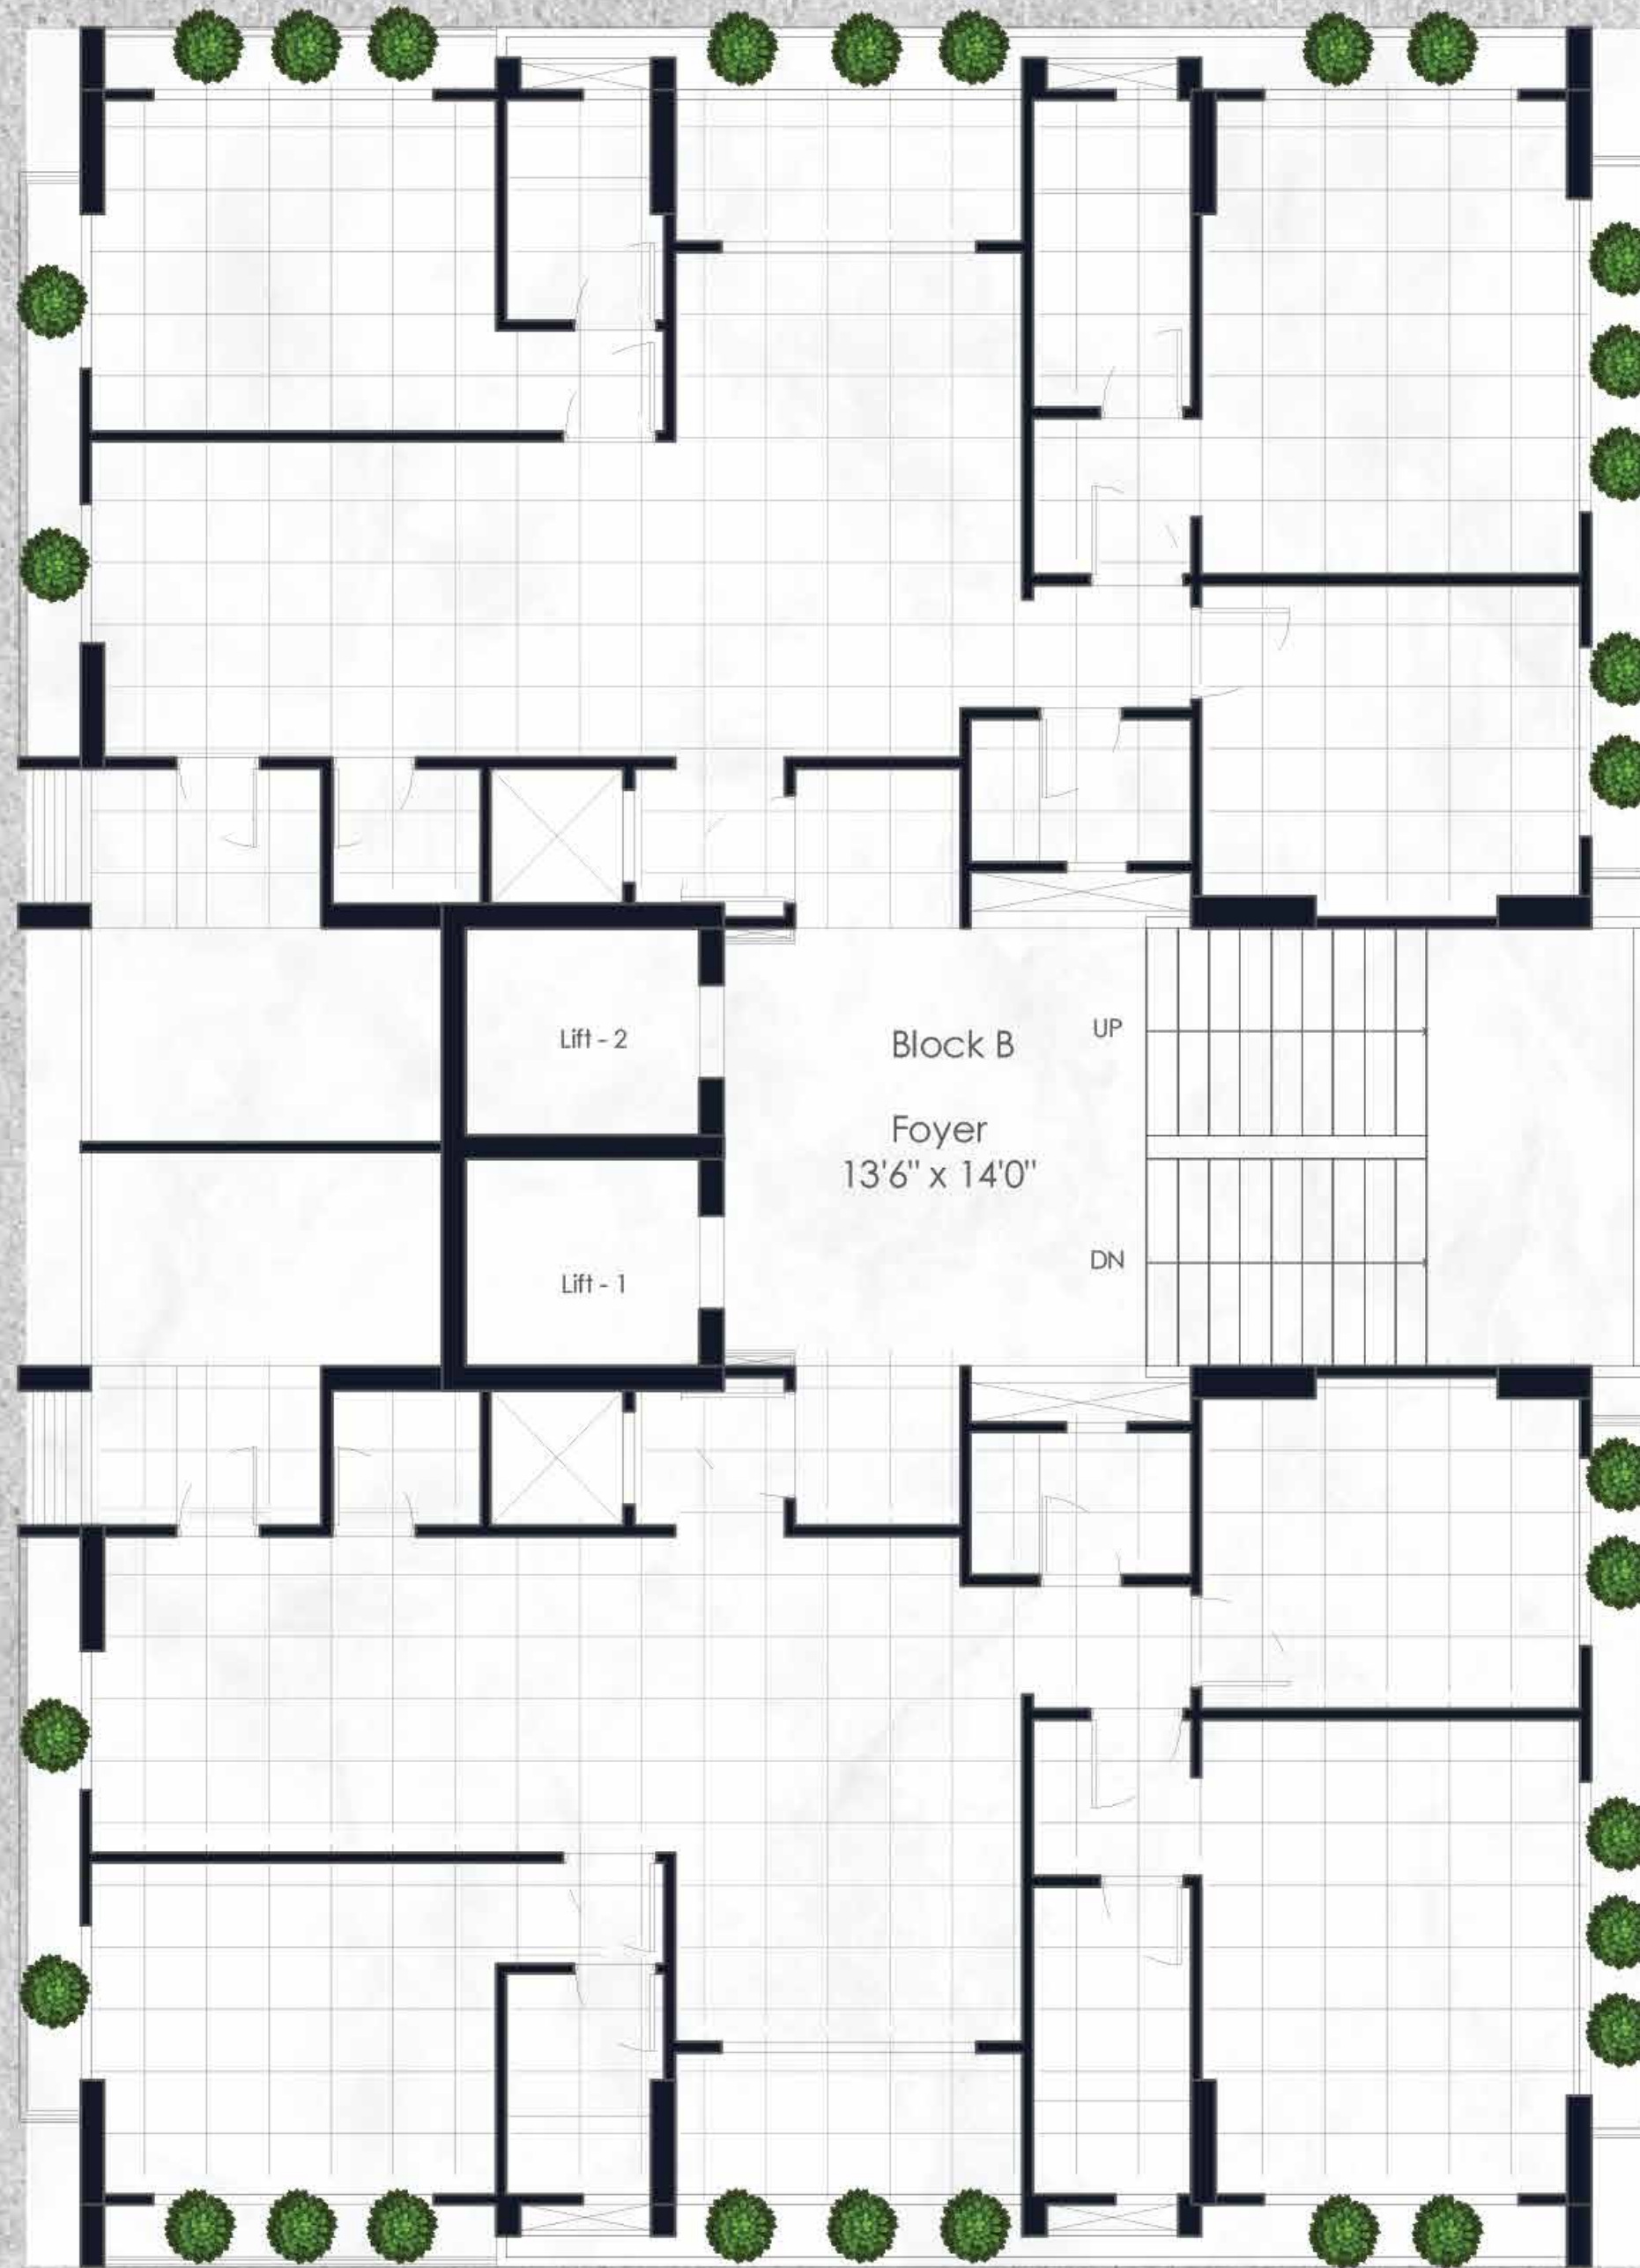 Lift - 2
Block B
UP
Foyer
13'6" x 14'0"
Lift - 1
DN